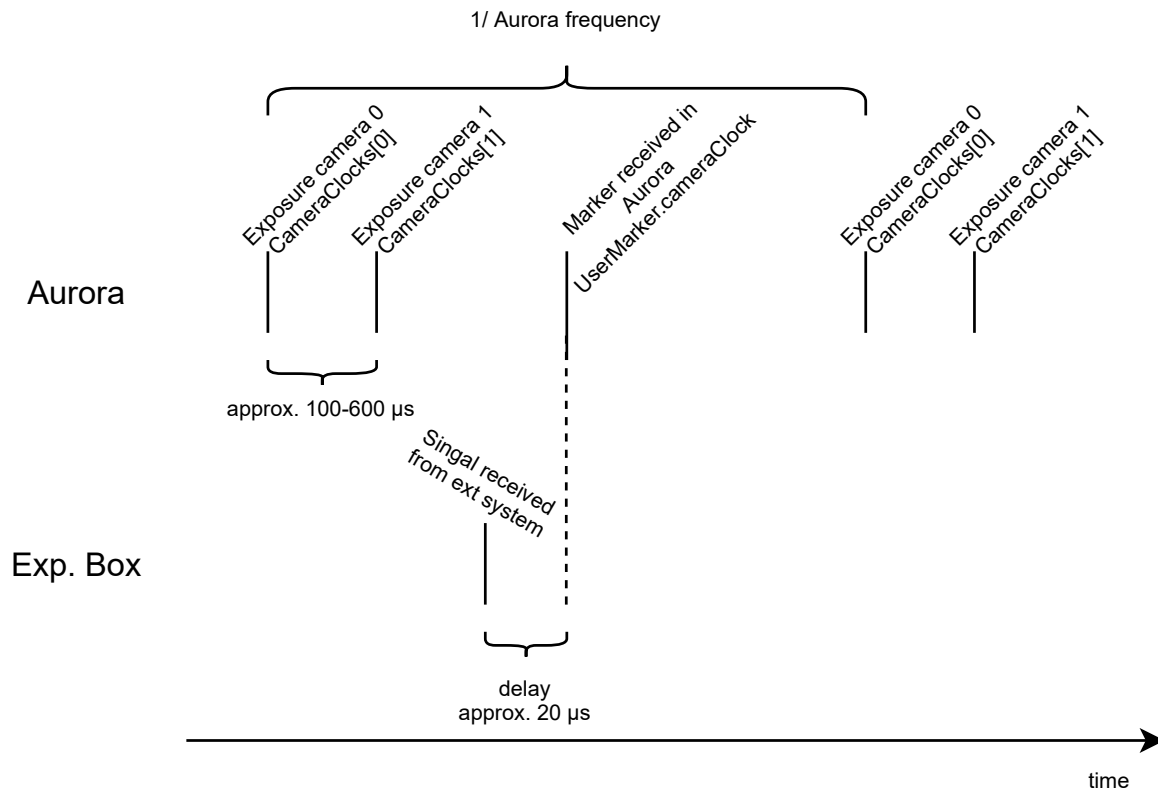 1/ Aurora frequency
Exposure camera 0
CameraClocks[0]
Exposure camera 1
CameraClocks[1]
Marker received in
Aurora
UserMarker.cameraClock
Exposure camera 0
CameraClocks[0]
Exposure camera 1
CameraClocks[1]
Aurora
approx. 100-600 µs
Singal received
from ext system
Exp. Box
delay
approx. 20 µs
time